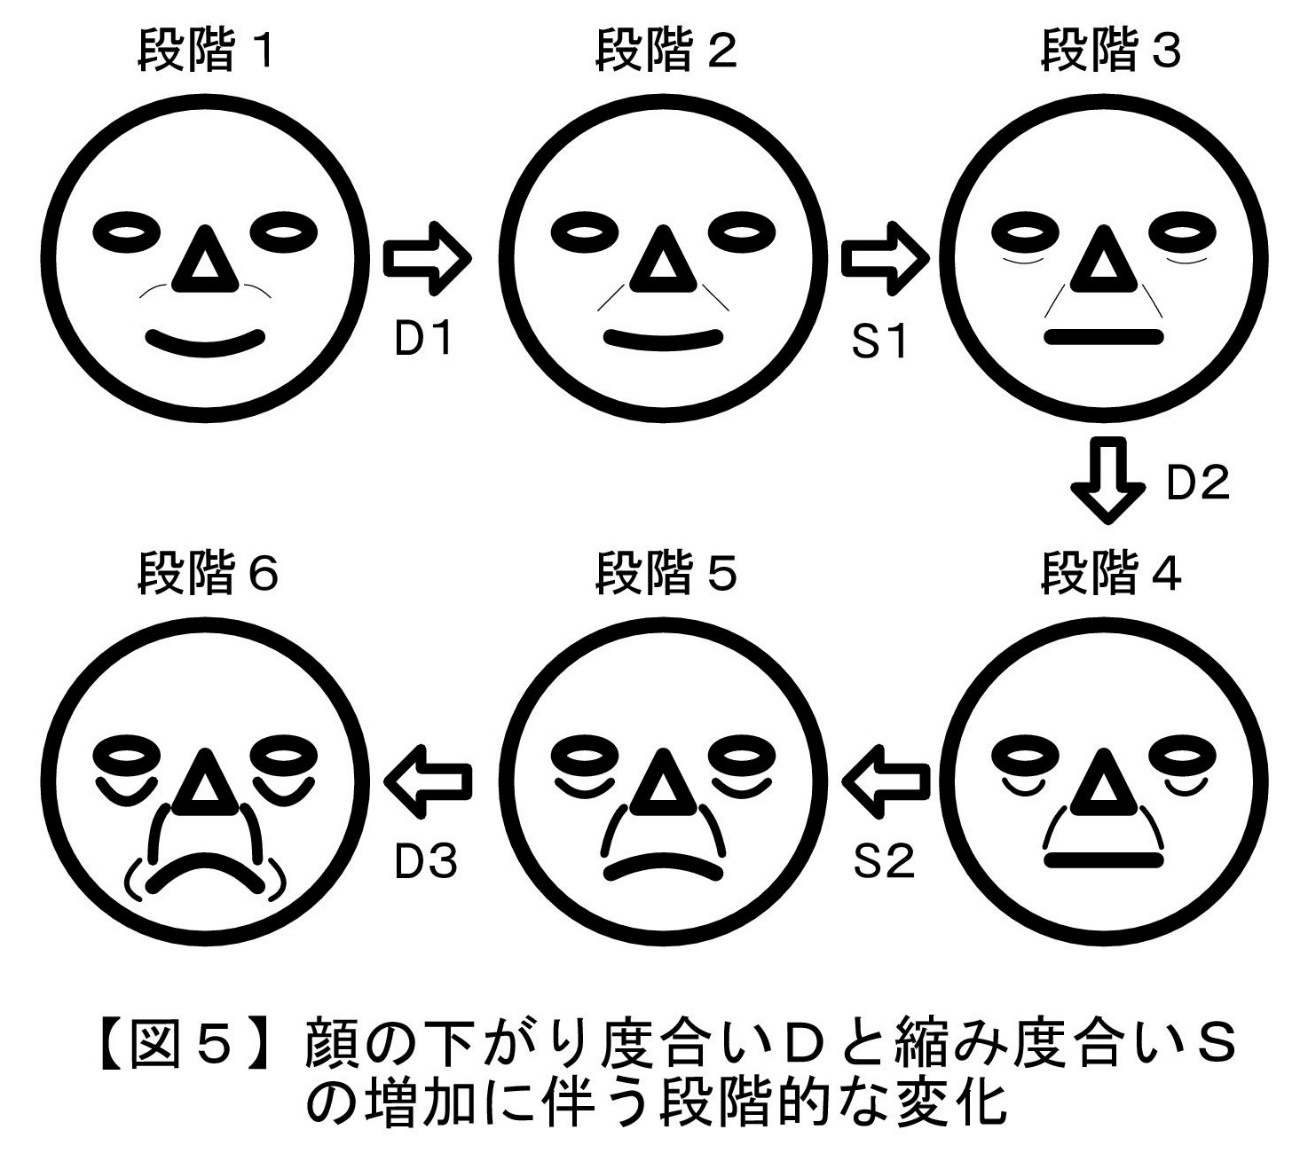 段階１
段階２
段階３
D1
S1
D2
段階６
段階５
段階４
D3
S2
【図５】顔の下がり度合いＤと縮み度合いＳ
の増加に伴う段階的な変化